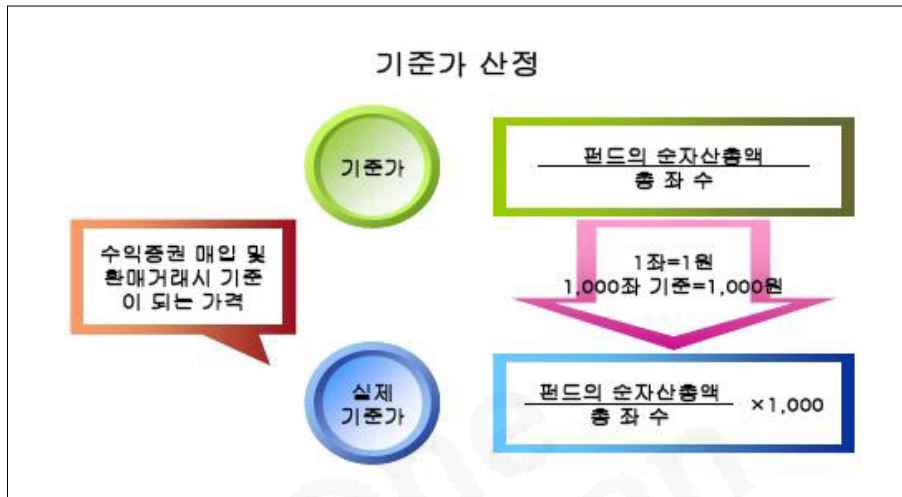 기준가 산정
기준가
펀드의 순자산총액
총 좌 수
수익증권 매입 및
환매거래시 기준
이 되는 가격
1좌=1원
1,000좌 기준=1,000원
실제
기준가
펀드의 순자산총액
총 좌 수
×1,000